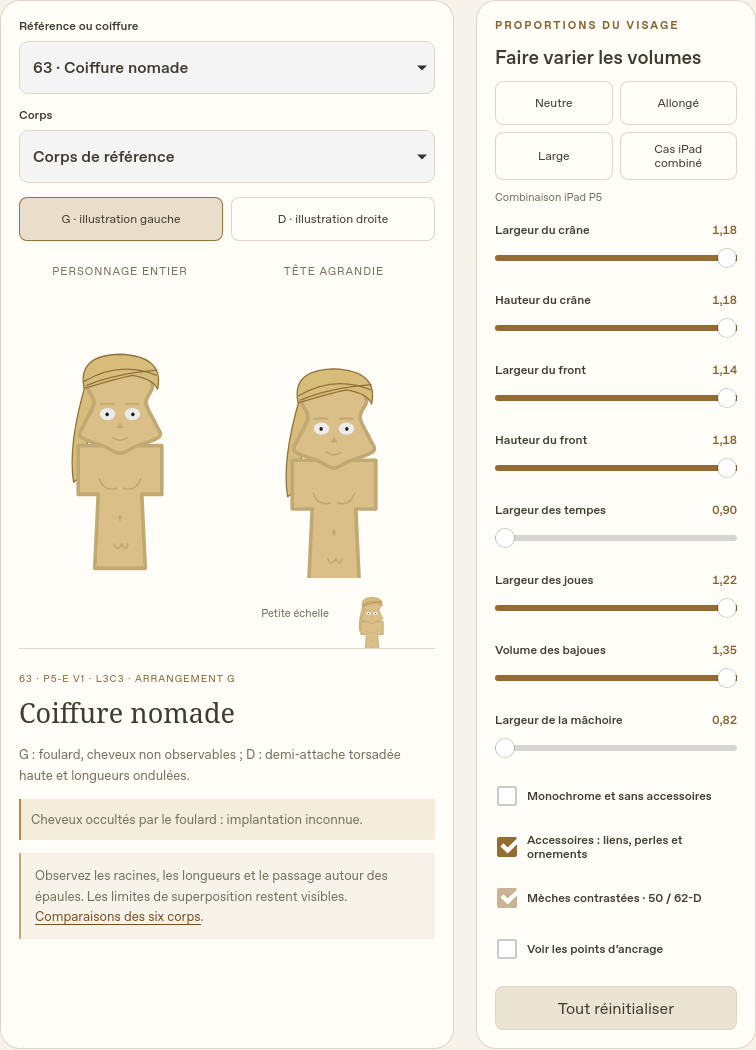 Référence ou coiffure
63 · Coiffure nomade
Corps
Corps de référence
G · illustration gauche
D · illustration droite
PERSONNAGE ENTIER
TÊTE AGRANDIE
Petite échelle
63 · P5-E V1 · L3C3 · ARRANGEMENT G
Coiffure nomade
G : foulard, cheveux non observables ; D : demi-attache torsadée
haute et longueurs ondulées.
Cheveux occultés par le foulard : implantation inconnue.
Observez les racines, les longueurs et le passage autour des
épaules. Les limites de superposition restent visibles.
Comparaisons des six corps.
PROPORTIONS DU VISAGE
Faire varier les volumes
Neutre
Allongé
Large
Cas iPad
combiné
Combinaison iPad P5
Largeur du crâne 1,18
Hauteur du crâne 1,18
Largeur du front 1,14
Hauteur du front 1,18
Largeur des tempes 0,90
Largeur des joues 1,22
Volume des bajoues 1,35
Largeur de la mâchoire 0,82
Monochrome et sans accessoires
Accessoires : liens, perles et
ornements
Mèches contrastées · 50 / 62-D
Voir les points d’ancrage
Tout réinitialiser